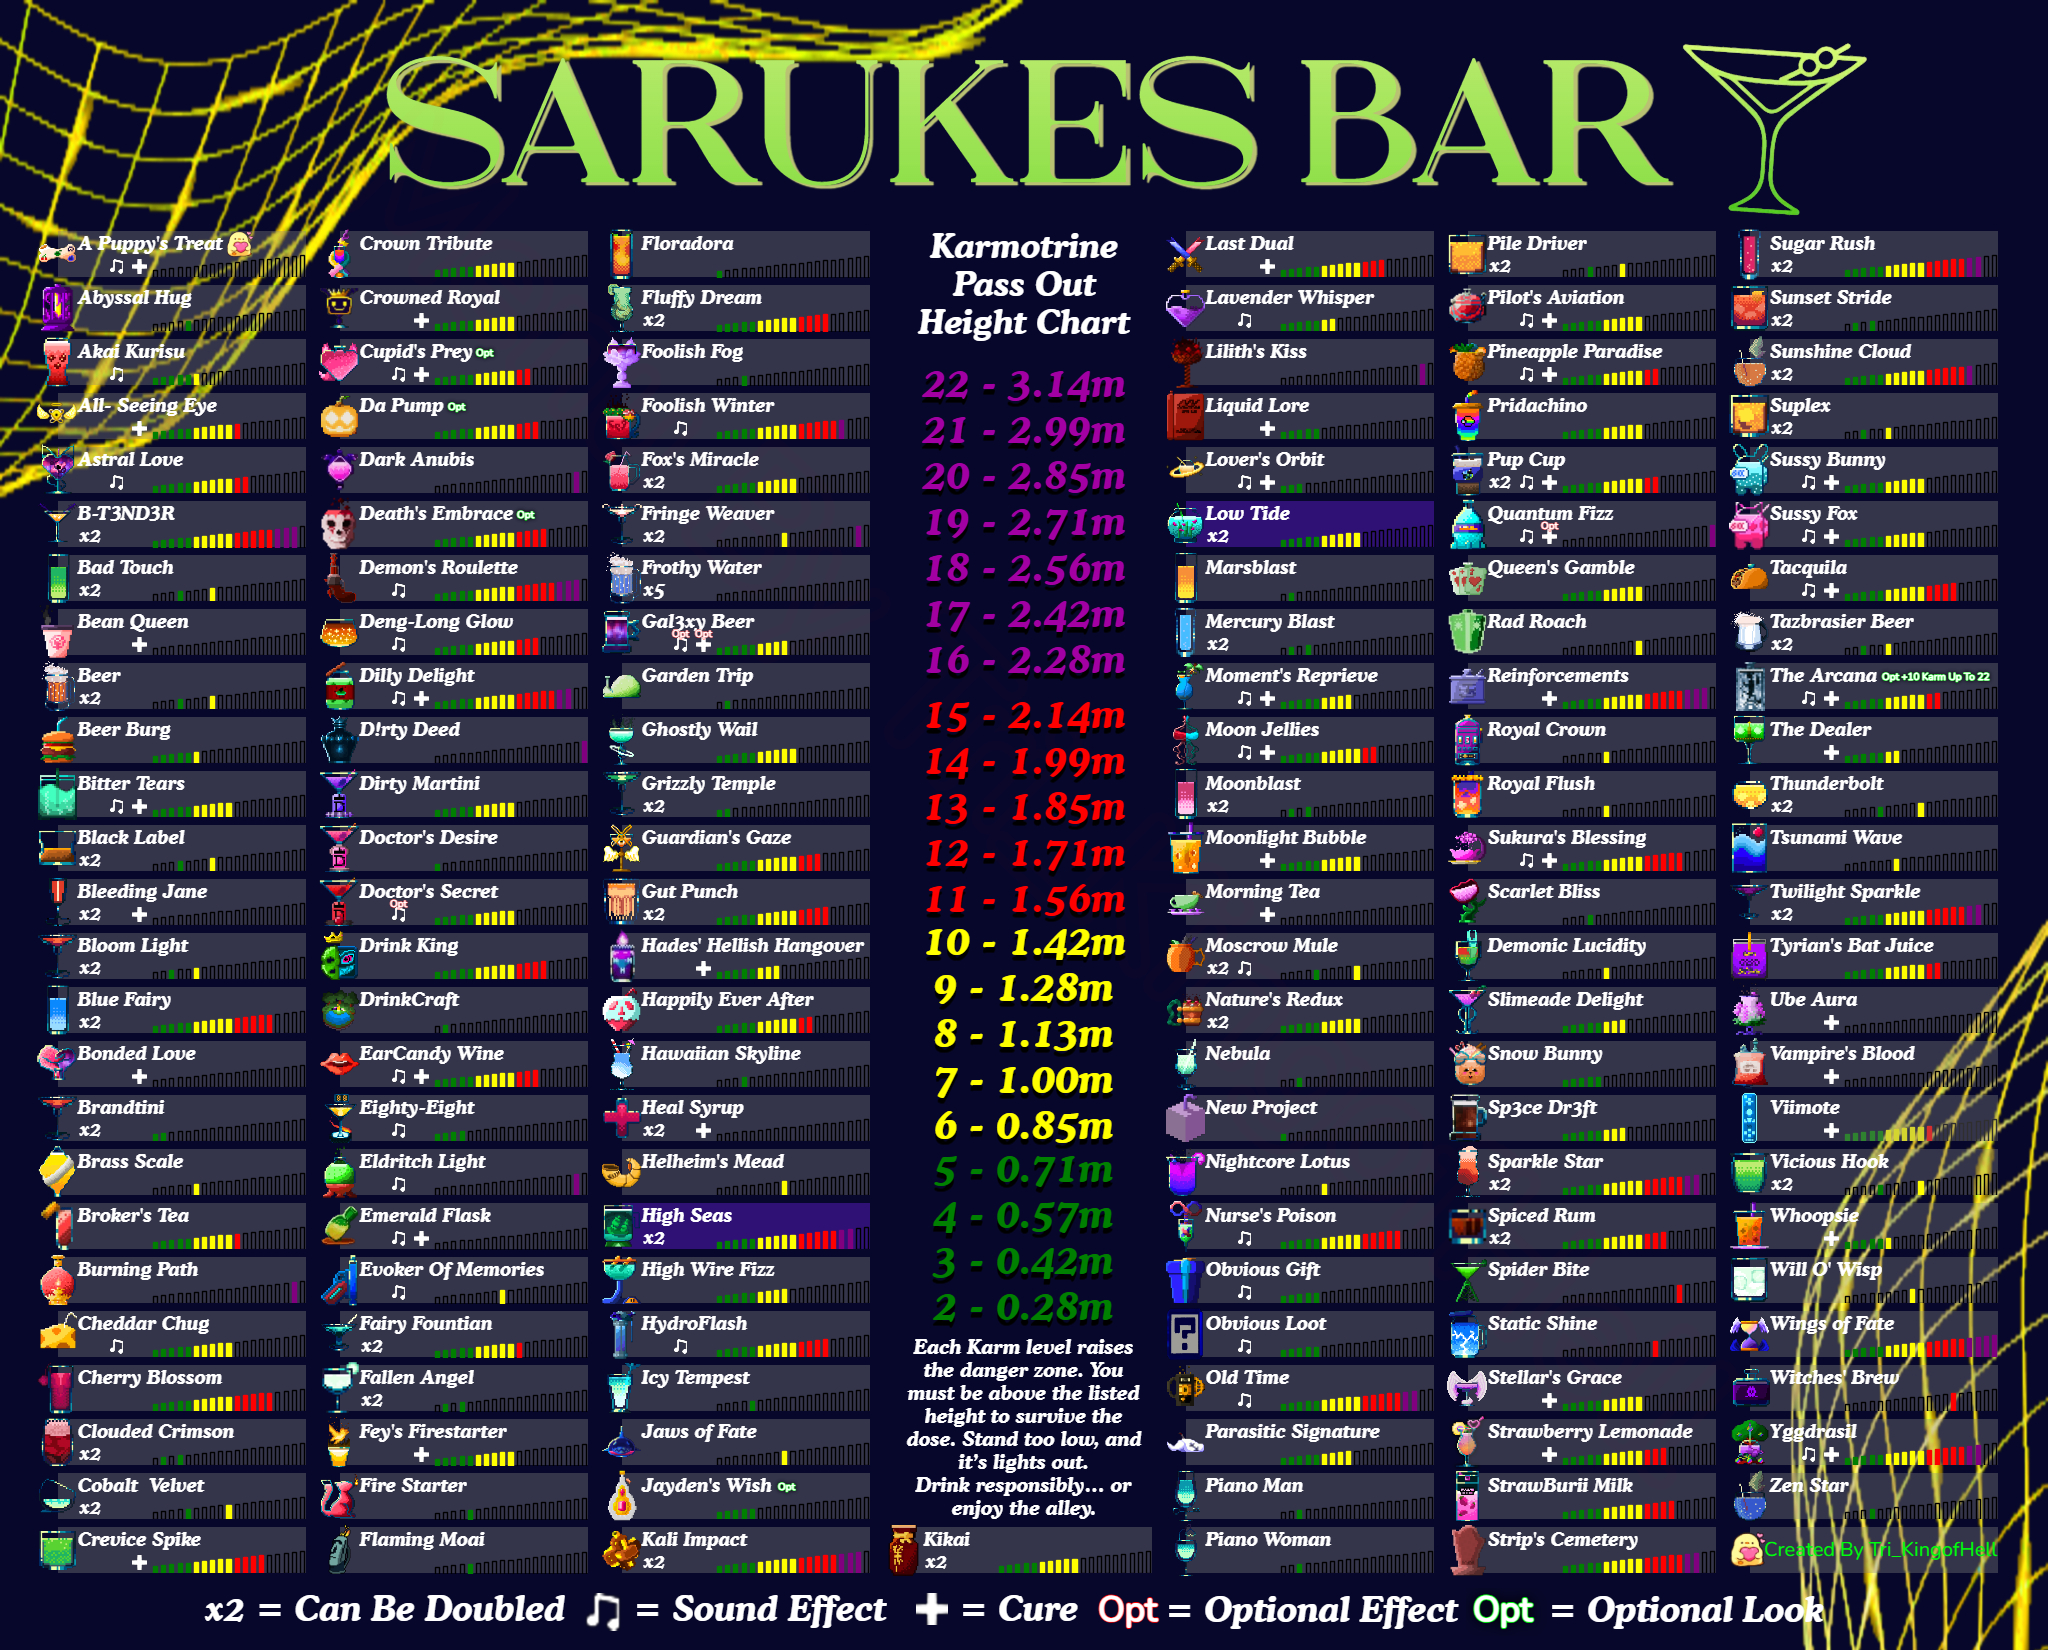 SARUKES BAR
A Puppy's Treat
Abyssal Hug
Akai Kurisu
All- Seeing Eye
Astral Love
B-T3ND3R
x2
Bad Touch
x2
Bean Queen
Beer
x2
Beer Burg
Bitter Tears
Black Label
x2
Bleeding Jane
x2
Bloom Light
x2
Blue Fairy
x2
Bonded Love
Brandtini
x2
Brass Scale
Broker's Tea
Burning Path
Cheddar Chug
Cherry Blossom
Clouded Crimson
x2
Cobalt Velvet
x2
Crevice Spike
Crown Tribute
Crowned Royal
Cupid's Prey Opt
Da Pump Opt
Dark Anubis
Death's Embrace Opt
Demon's Roulette
Deng-Long Glow
Dilly Delight
D!rty Deed
Dirty Martini
Doctor's Desire
Doctor's Secret
Opt
Drink King
DrinkCraft
EarCandy Wine
Eighty-Eight
Eldritch Light
Emerald Flask
Evoker Of Memories
Fairy Fountian
x2
Fallen Angel
x2
Fey's Firestarter
Fire Starter
Flaming Moai
Floradora
Fluffy Dream
x2
Foolish Fog
Foolish Winter
Fox's Miracle
x2
Fringe Weaver
x2
Frothy Water
x5
Gal3xy Beer
Opt Opt
Garden Trip
Ghostly Wail
Grizzly Temple
x2
Guardian's Gaze
Gut Punch
x2
Hades' Hellish Hangover
Happily Ever After
Hawaiian Skyline
Heal Syrup
x2
Helheim's Mead
High Seas
x2
High Wire Fizz
HydroFlash
Icy Tempest
Jaws of Fate
Jayden's Wish Opt
Kali Impact
x2
Karmotrine
Pass Out
Height Chart
22 - 3.14m
21 - 2.99m
20 - 2.85m
19 - 2.71m
18 - 2.56m
17 - 2.42m
16 - 2.28m
15 - 2.14m
14 - 1.99m
13 - 1.85m
12 - 1.71m
11 - 1.56m
10 - 1.42m
9 - 1.28m
8 - 1.13m
7 - 1.00m
6 - 0.85m
5 - 0.71m
4 - 0.57m
3 - 0.42m
2 - 0.28m
Each Karm level raises
the danger zone. You
must be above the listed
height to survive the
dose. Stand too low, and
it's lights out.
Drink responsibly... or
enjoy the alley.
Kikai
x2
Last Dual
Lavender Whisper
Lilith's Kiss
Liquid Lore
Lover's Orbit
Low Tide
x2
Marsblast
Mercury Blast
x2
Moment's Reprieve
Moon Jellies
Moonblast
x2
Moonlight Bubble
Morning Tea
Moscrow Mule
x2
Nature's Redux
x2
Nebula
New Project
Nightcore Lotus
Nurse's Poison
Obvious Gift
Obvious Loot
Old Time
Parasitic Signature
Piano Man
Piano Woman
Pile Driver
x2
Pilot's Aviation
Pineapple Paradise
Pridachino
Pup Cup
x2
Quantum Fizz
Opt
Queen's Gamble
Rad Roach
Reinforcements
Royal Crown
Royal Flush
Sukura's Blessing
Scarlet Bliss
Demonic Lucidity
Slimeade Delight
Snow Bunny
Sp3ce Dr3ft
Sparkle Star
x2
Spiced Rum
x2
Spider Bite
Static Shine
Stellar's Grace
Strawberry Lemonade
StrawBurii Milk
Strip's Cemetery
Sugar Rush
x2
Sunset Stride
x2
Sunshine Cloud
x2
Suplex
x2
Sussy Bunny
Sussy Fox
Tacquila
Tazbrasier Beer
x2
The Arcana Opt +10 Karm Up To 22
The Dealer
Thunderbolt
x2
Tsunami Wave
Twilight Sparkle
x2
Tyrian's Bat Juice
Ube Aura
Vampire's Blood
Viimote
Vicious Hook
x2
Whoopsie
Will O' Wisp
Wings of Fate
Witches' Brew
Yggdrasil
Zen Star
Created By Tri_KingofHell
x2 = Can Be Doubled = Sound Effect = Cure Opt = Optional Effect Opt = Optional Look